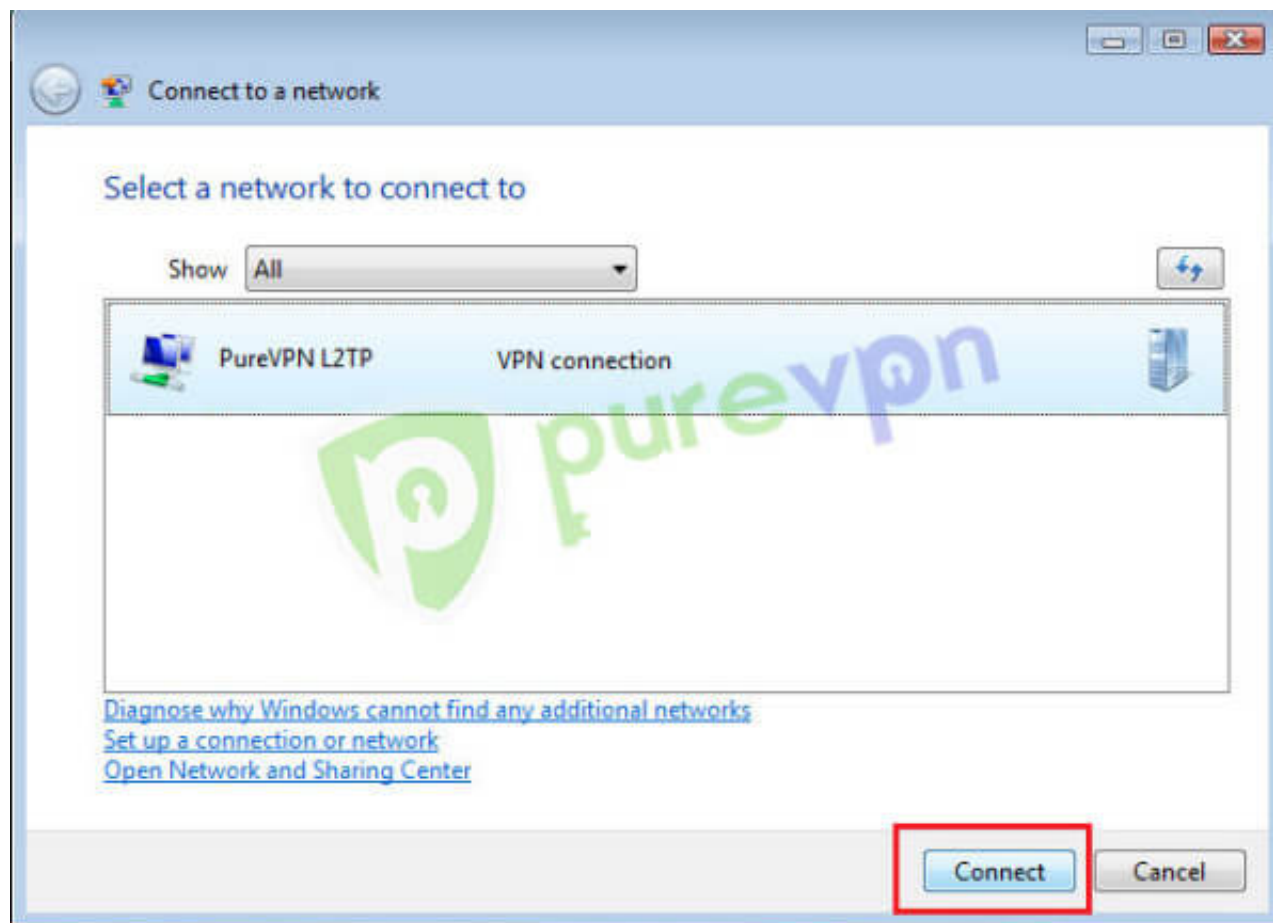 Connect to a network
Select a network to connect to
Show All
PureVPN L2TP VPN connection
purevpn
Diagnose why Windows cannot find any additional networks
Set up a connection or network
Open Network and Sharing Center
Connect Cancel